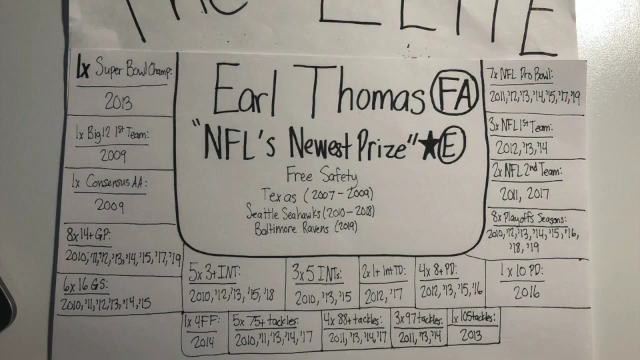 THE ELITE
1x Super Bowl Champ:
2013
1x Big 12 1st Team:
2009
1x Consensus AA:
2009
8x14+GP:
2010,'11,'12,'13,'14,'15,'17,'19
6x 16 GS:
2010,'11,'12,'13,'14,'15
Earl Thomas FA
"NFL's Newest Prize" ★ E
Free Safety
Texas (2007-2009)
Seattle Seahawks (2010-2018)
Baltimore Ravens (2019)
7x NFL Pro Bowl:
2011,'12,'13,'14,'15,'17,'19
3x NFL 1st Team:
2012,'13,'14
2x NFL 2nd Team:
2011, 2017
8x Playoffs Seasons:
2010,'12,'13,'14,'15,'16,
'18,'19
5x 3+INT:
2010,'12,'13,'15,'18
3x5 INTs:
2010,'13,'15
2x 1+ Int TD:
2012,'17
4x 8+ PD:
2012,'13,'15,'16
1x 10 PD:
2016
1x 4FF:
2014
5x 75+ tackles:
2010,'11,'13,'14,'17
4x 88+ tackles:
2011,'13,'14,'17
3x97 tackles:
2011,'13,'14
1x 105 tackles:
2013